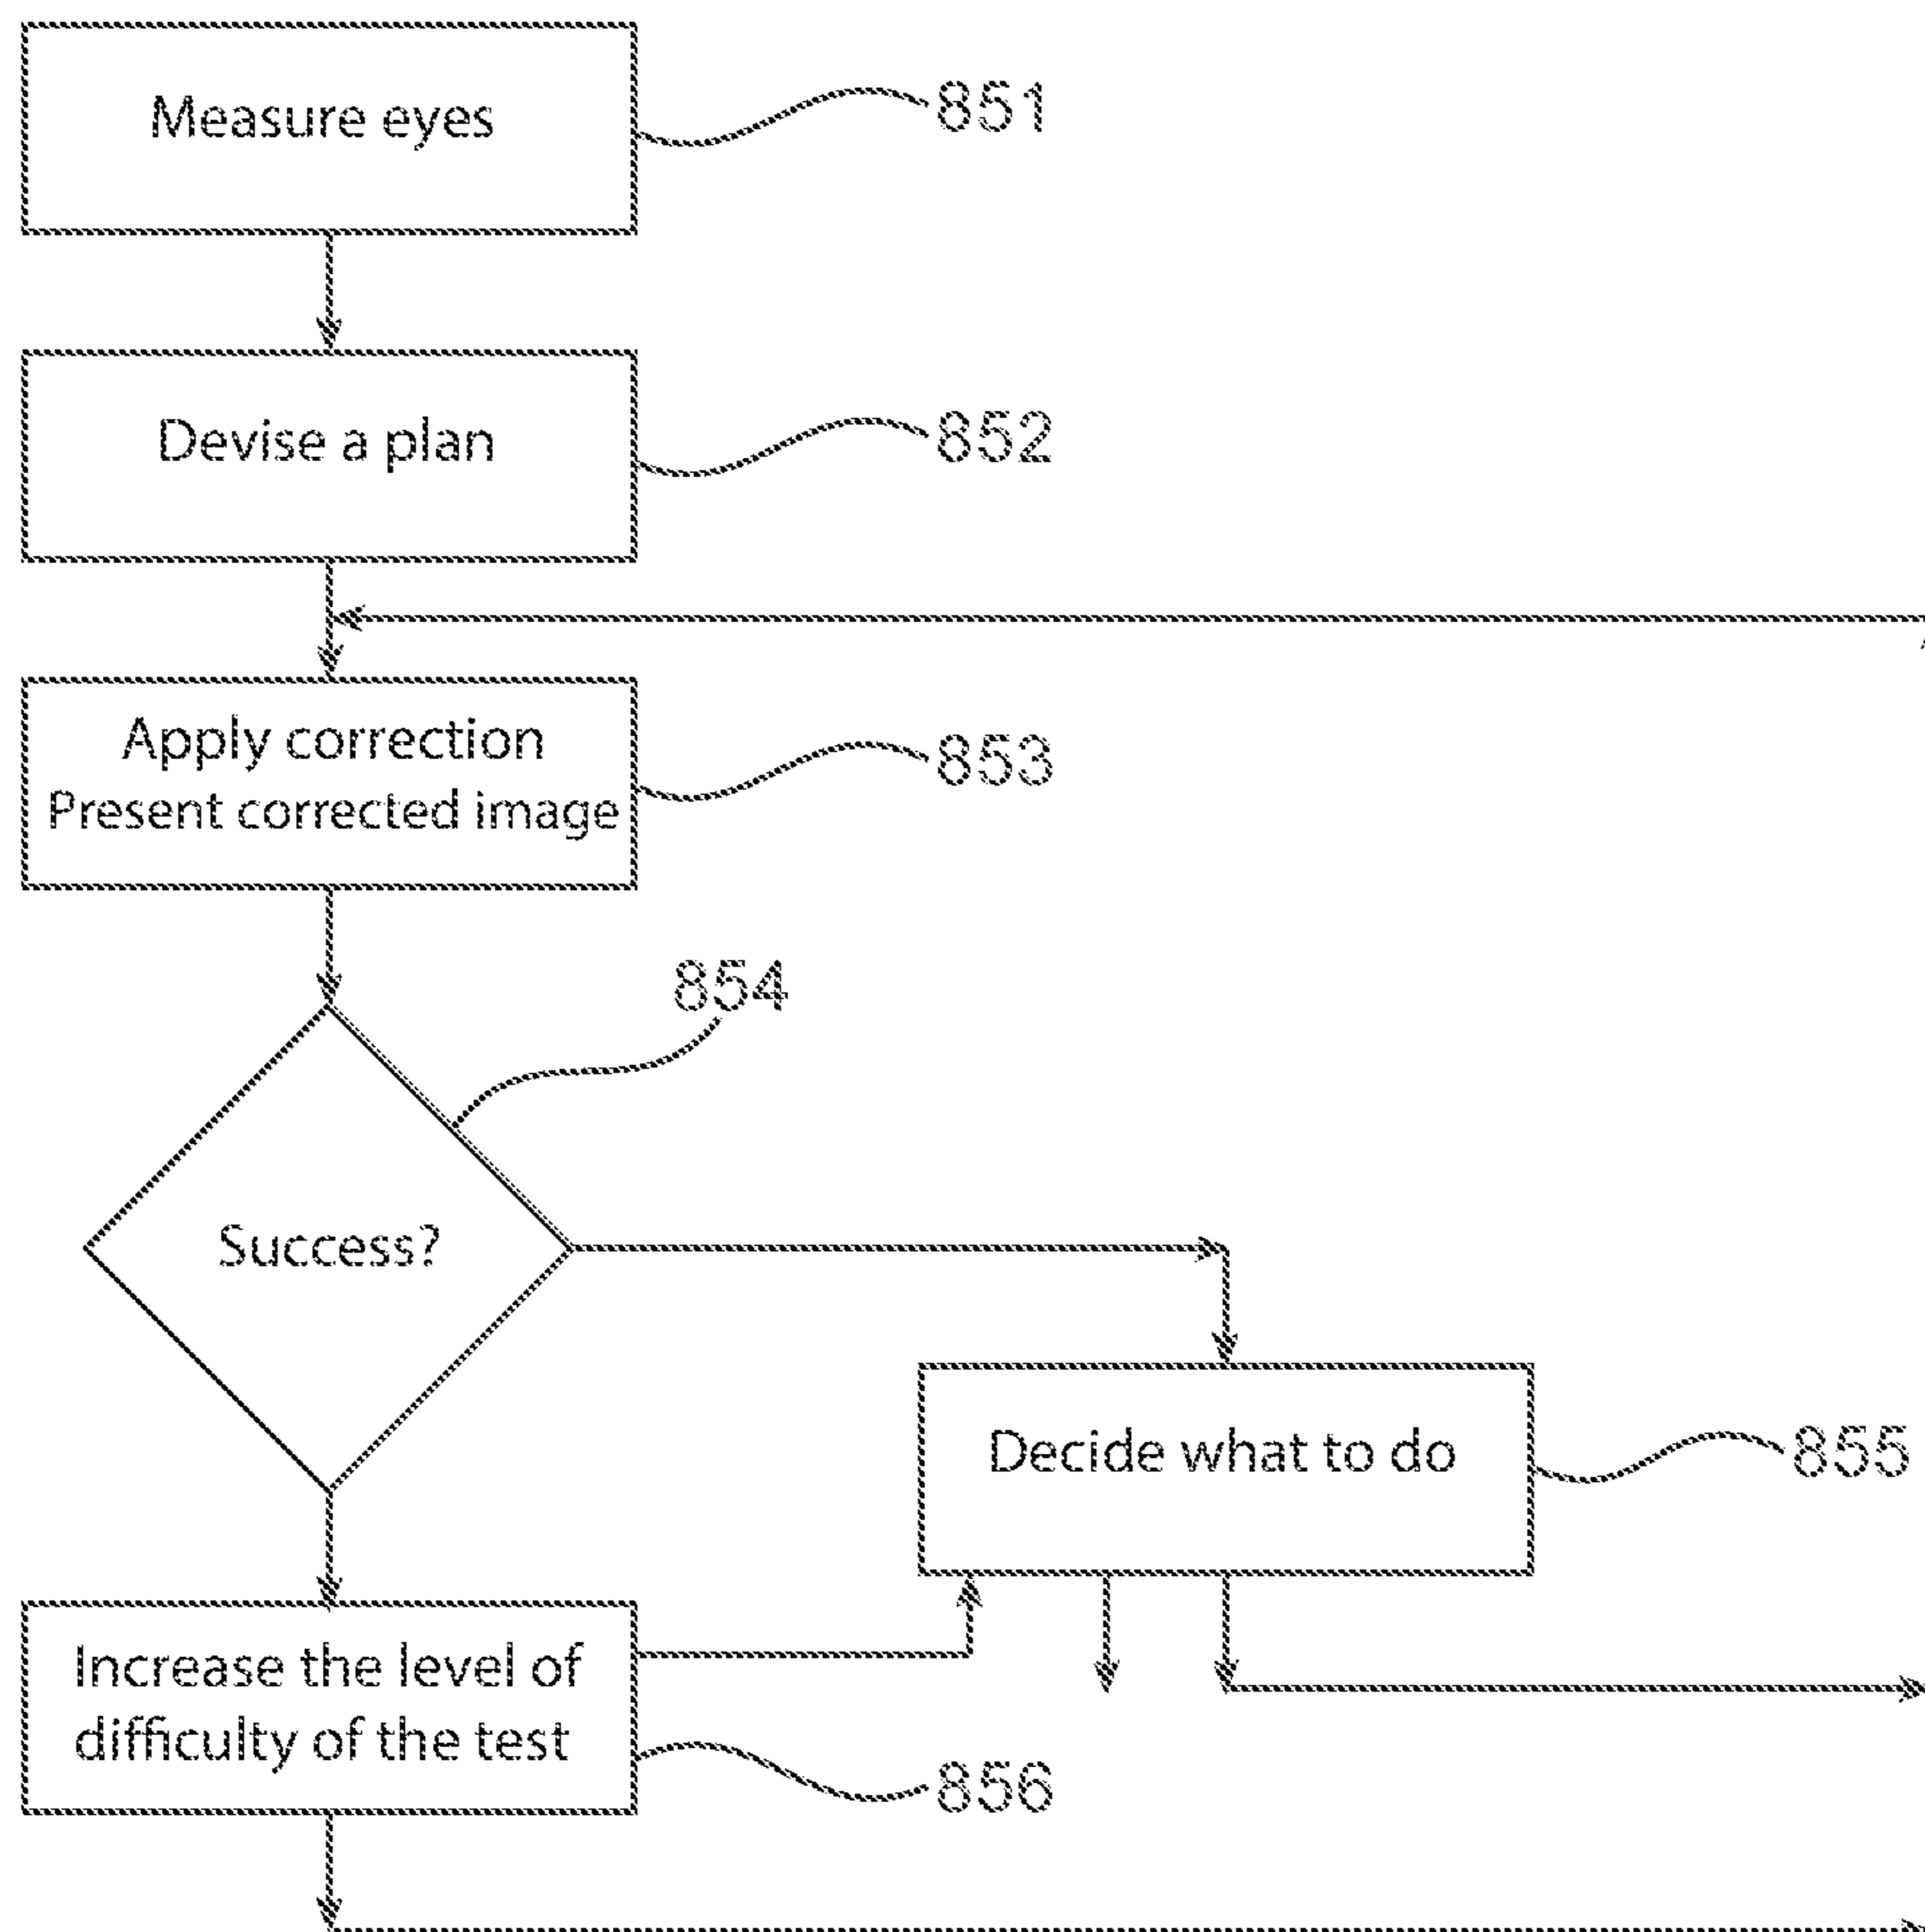 Measure eyes
851
Devise a plan
852
Apply correction
Present corrected image
853
854
Success?
Decide what to do
855
Increase the level of
difficulty of the test
856